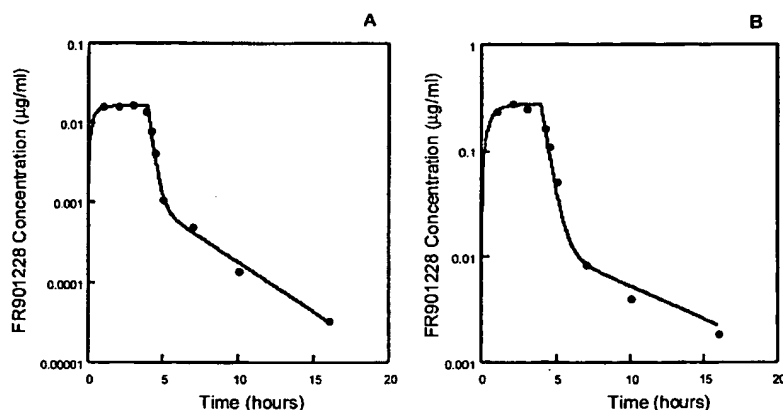 A
FR901228 Concentration (μg/ml)
0.1
0.01
0.001
0.0001
0.00001
0 5 10 15 20
Time (hours)
B
FR901228 Concentration (μg/ml)
1
0.1
0.01
0.001
0 5 10 15 20
Time (hours)